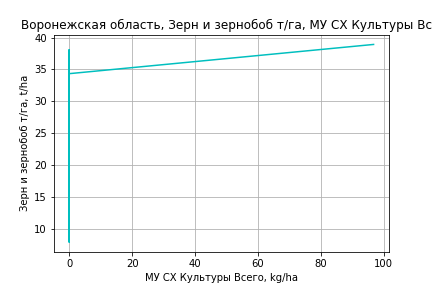 Воронежская область, Зерн и зернобоб т/га, МУ СХ Культуры Вс
40
35
30
25
20
15
10
Зерн и зернобоб т/га, t/ha
0 20 40 60 80 100
МУ СХ Культуры Всего, kg/ha